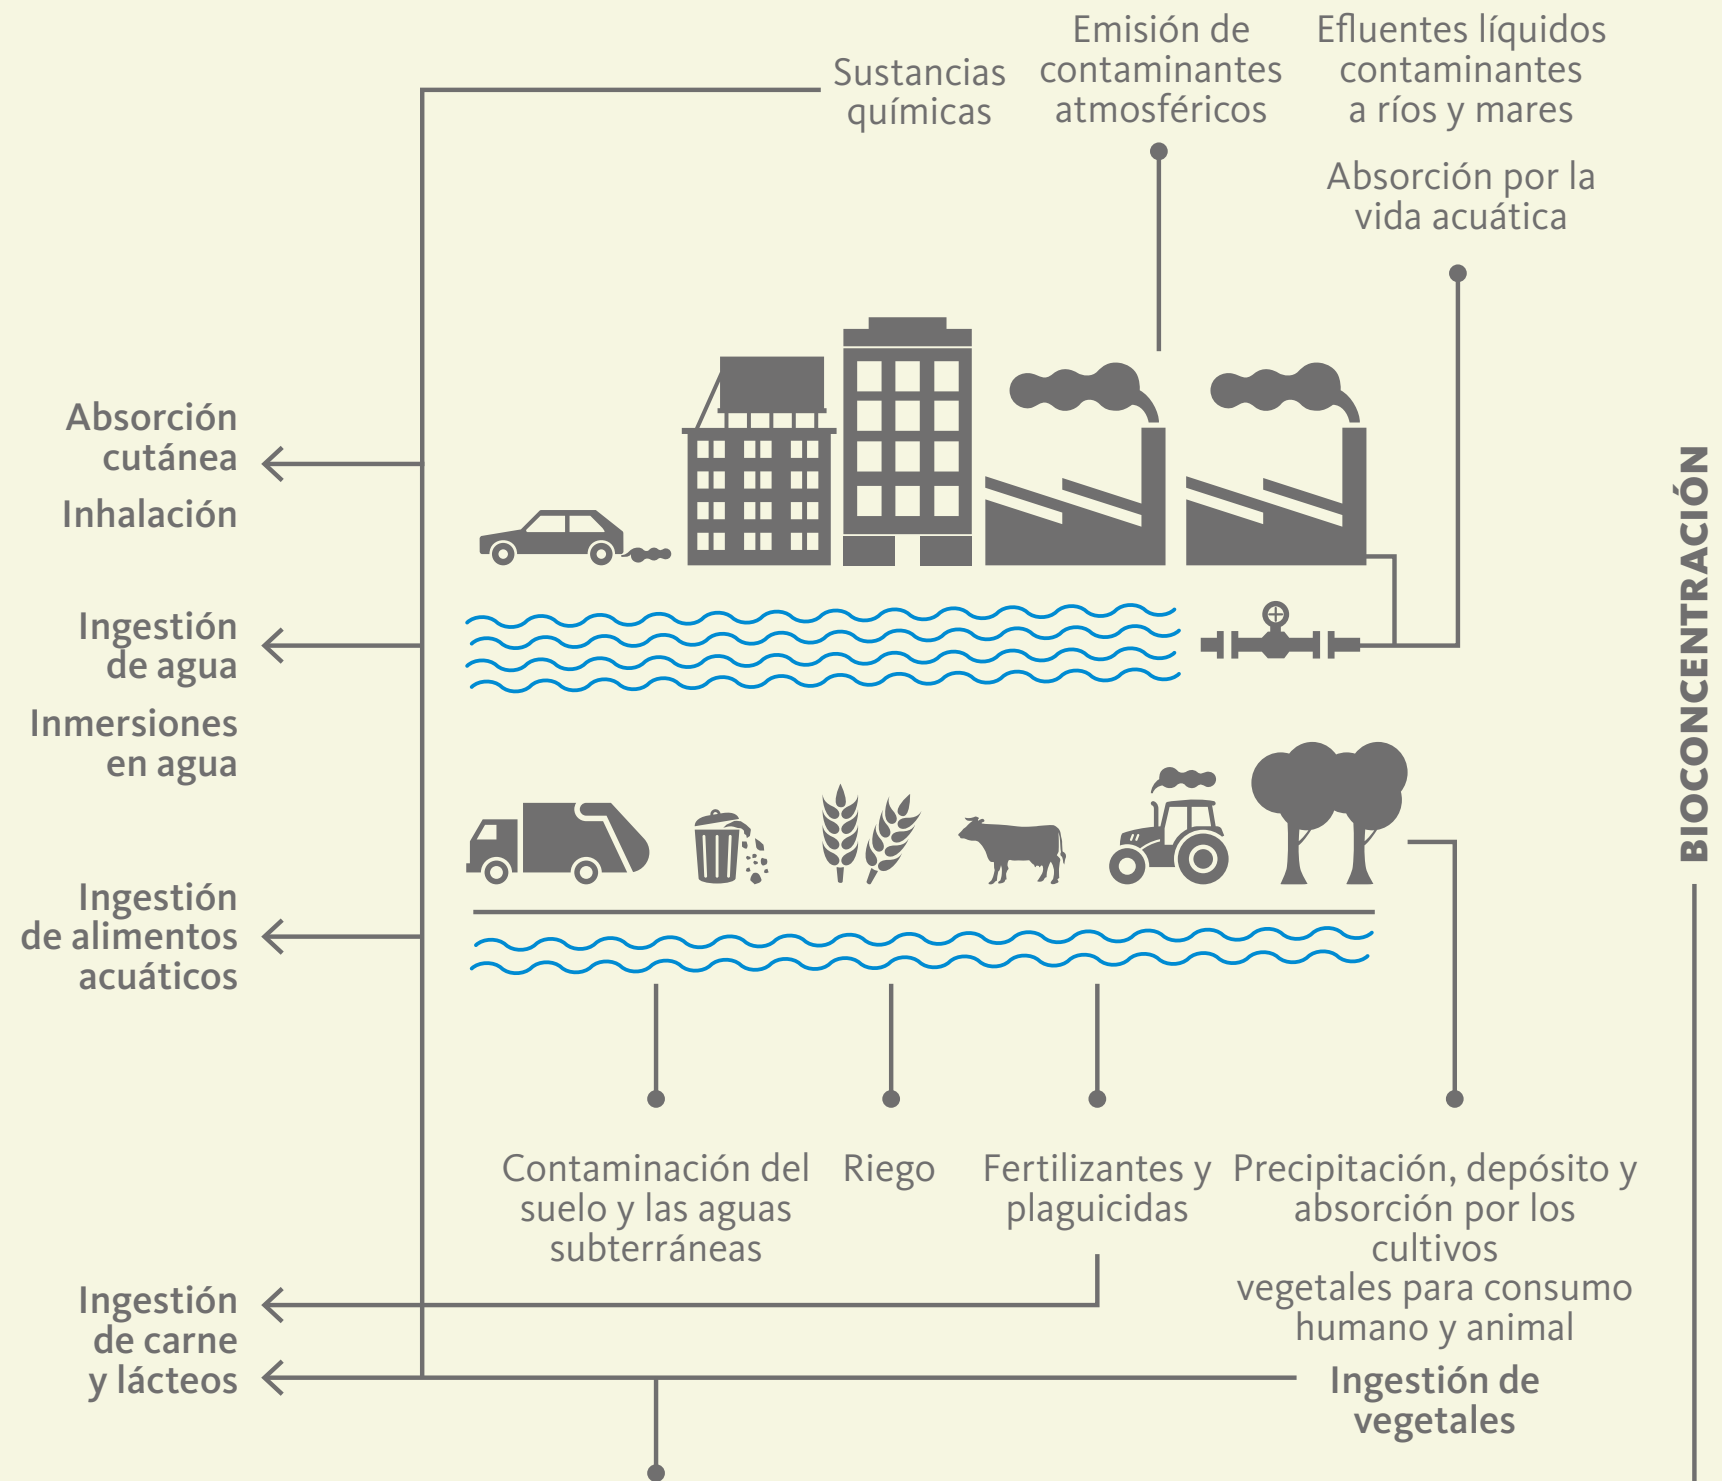 Sustancias
químicas
Emisión de
contaminantes
atmosféricos
Efluentes líquidos
contaminantes
a ríos y mares
Absorción por la
vida acuática
Absorción
cutánea
Inhalación
Ingestión
de agua
Inmersiones
en agua
Ingestión
de alimentos
acuáticos
Ingestión
de carne
y lácteos
Contaminación del
suelo y las aguas
subterráneas
Riego
Fertilizantes y
plaguicidas
Precipitación, depósito y
absorción por los
cultivos
vegetales para consumo
humano y animal
Ingestión de
vegetales
BIOCONCENTRACIÓN